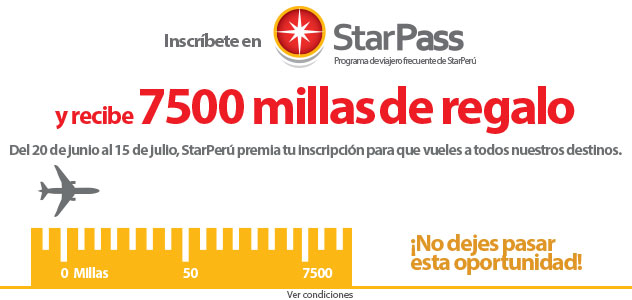 Inscríbete en StarPass
Programa de viajero frecuente de StarPerú
y recibe 7500 millas de regalo
Del 20 de junio al 15 de julio, StarPerú premia tu inscripción para que vueles a todos nuestros destinos.
0 Millas 50 7500
¡No dejes pasar
esta oportunidad!
Ver condiciones